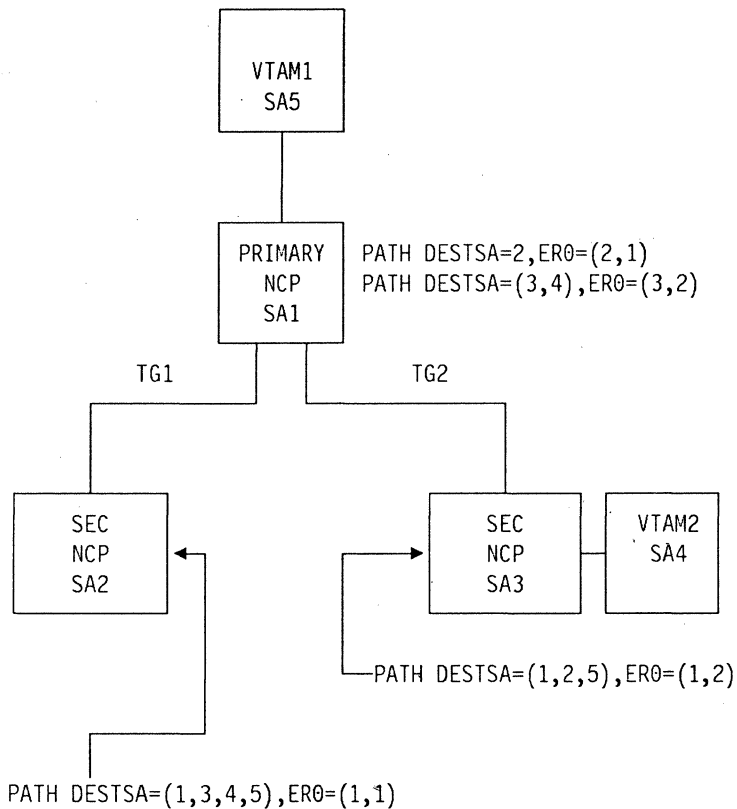 VTAM1
SA5
PRIMARY
NCP
SA1
PATH DESTSA=2,ER0=(2,1)
PATH DESTSA=(3,4),ER0=(3,2)
TG1
TG2
SEC
NCP
SA2
SEC
NCP
SA3
VTAM2
SA4
PATH DESTSA=(1,2,5),ER0=(1,2)
PATH DESTSA=(1,3,4,5),ER0=(1,1)